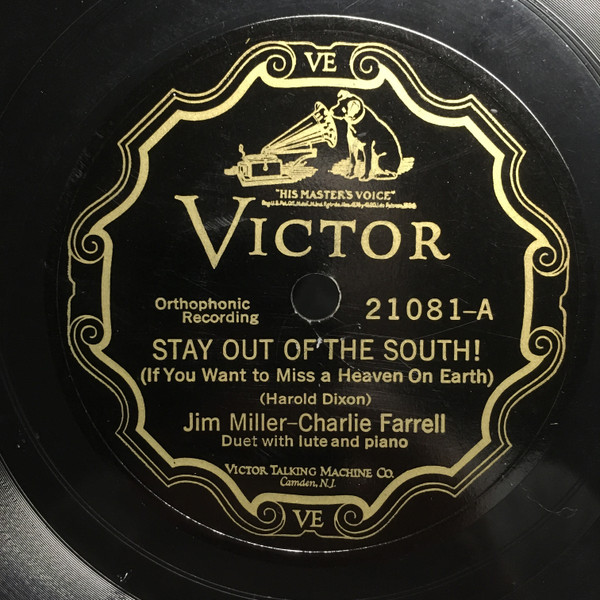 VE
"HIS MASTER'S VOICE"
VICTOR
Orthophonic
Recording
21081-A
STAY OUT OF THE SOUTH!
(If You Want to Miss a Heaven On Earth)
(Harold Dixon)
Jim Miller-Charlie Farrell
Duet with lute and piano
VICTOR TALKING MACHINE CO.
Camden, N.J.
VE